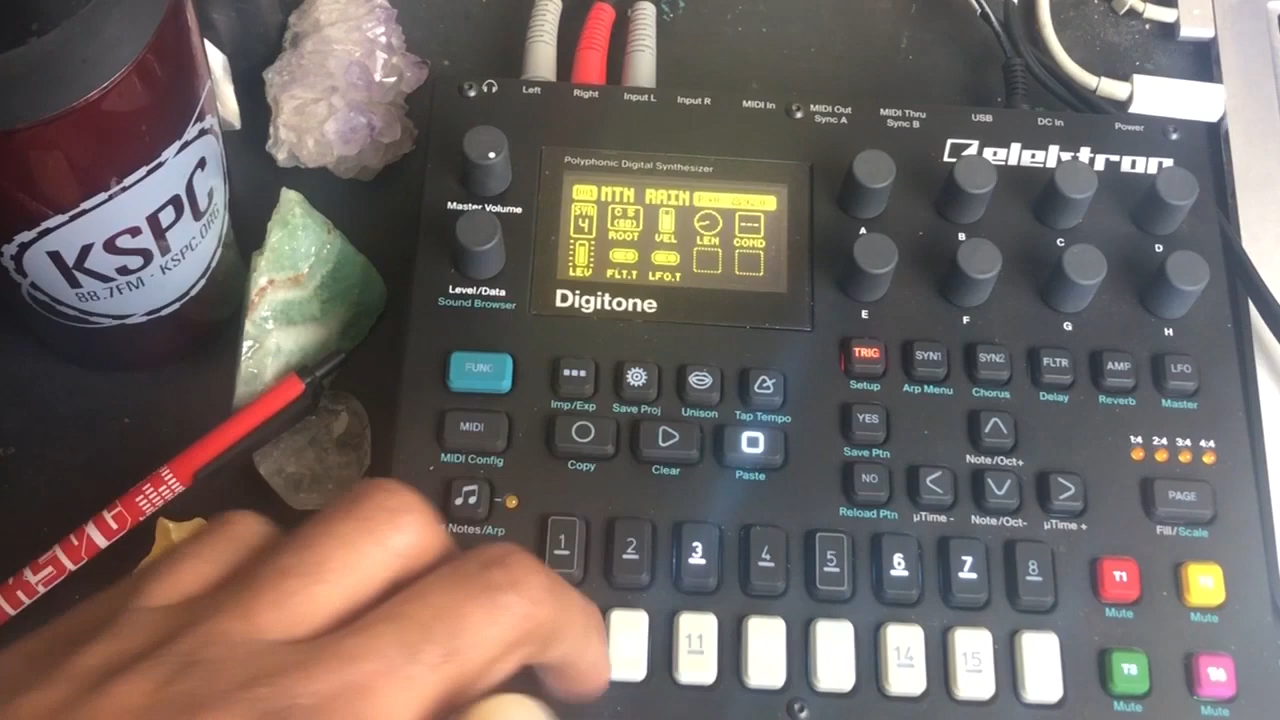 KSPC
88.7FM - KSPC.ORG
KSPC
Left
Right
Input L
Input R
MIDI In
MIDI Out
Sync A
MIDI Thru
Sync B
USB
DC In
Power
elektron
Polyphonic Digital Synthesizer
MTN RAIN
SYN
4
C 5
(60)
ROOT
VEL
LEN
---
COND
LEV
FLT.T
LFO.T
Digitone
Master Volume
Level/Data
Sound Browser
A
B
C
D
E
F
G
H
FUNC
Imp/Exp
Save Proj
Unison
Tap Tempo
MIDI
MIDI Config
Copy
Clear
Paste
Notes/Arp
TRIG
SYN1
SYN2
FLTR
AMP
LFO
Setup
Arp Menu
Chorus
Delay
Reverb
Master
YES
Save Ptn
Note/Oct+
NO
Reload Ptn
µTime -
Note/Oct-
µTime +
1:4
2:4
3:4
4:4
PAGE
Fill/Scale
1
2
3
4
5
6
7
8
11
14
15
T1
Mute
Mute
T3
Mute
Mute